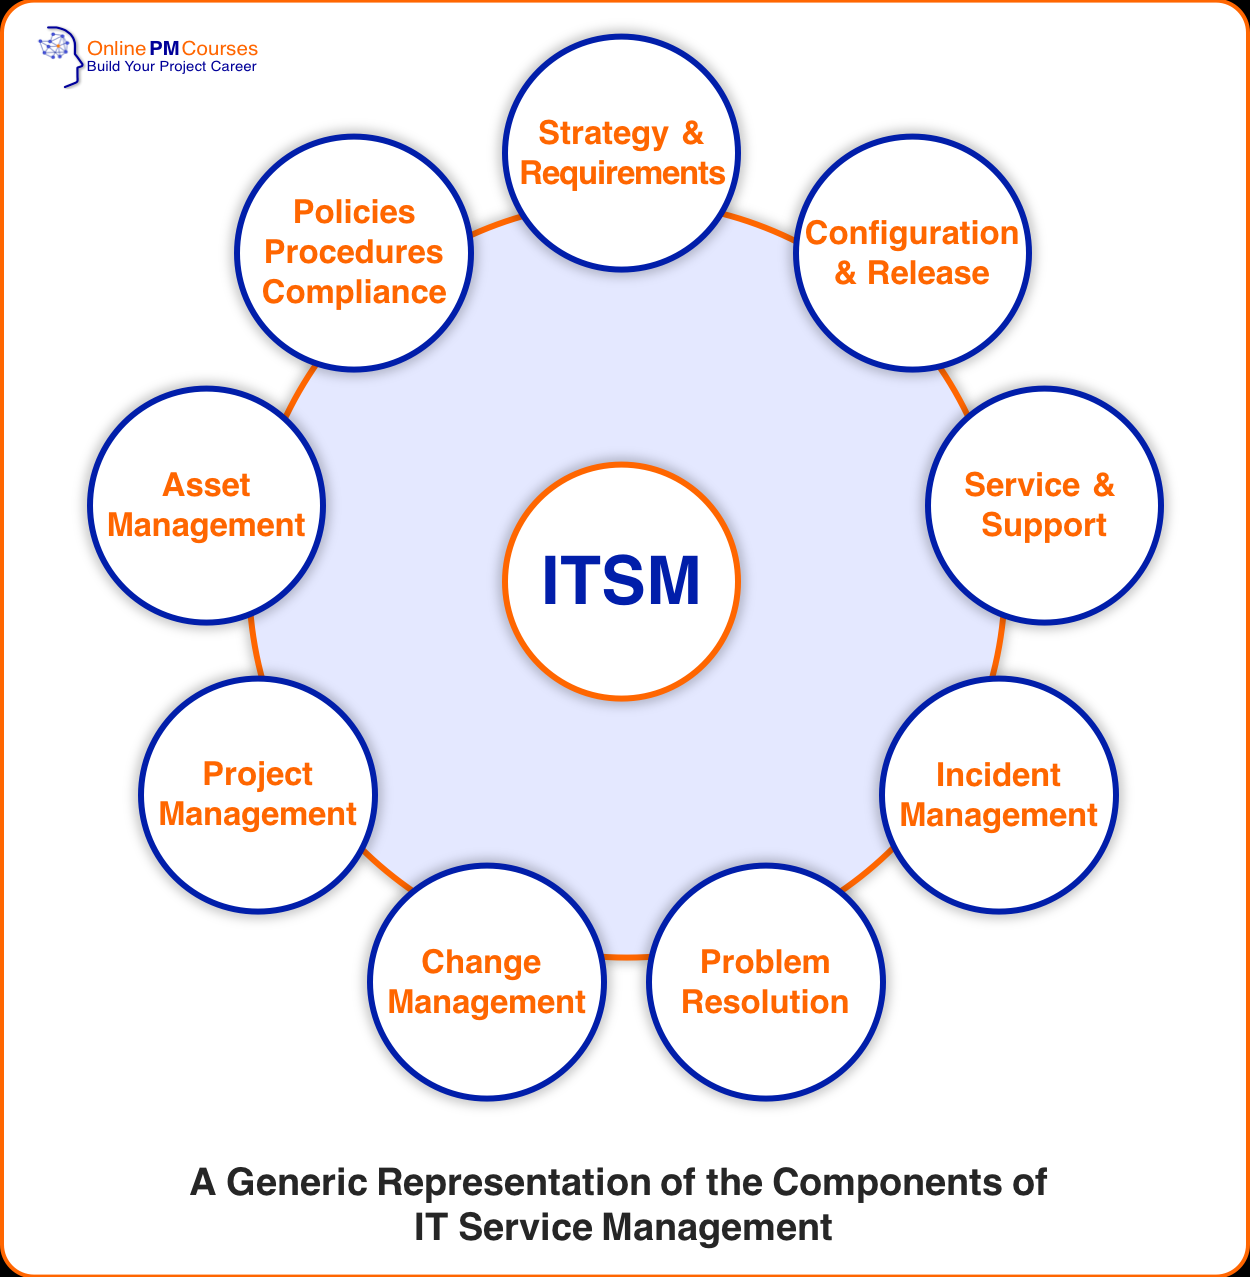 Online PM Courses
Build Your Project Career
Strategy &
Requirements
Configuration
& Release
Service &
Support
Incident
Management
Problem
Resolution
Change
Management
Project
Management
Asset
Management
Policies
Procedures
Compliance
ITSM
A Generic Representation of the Components of
IT Service Management